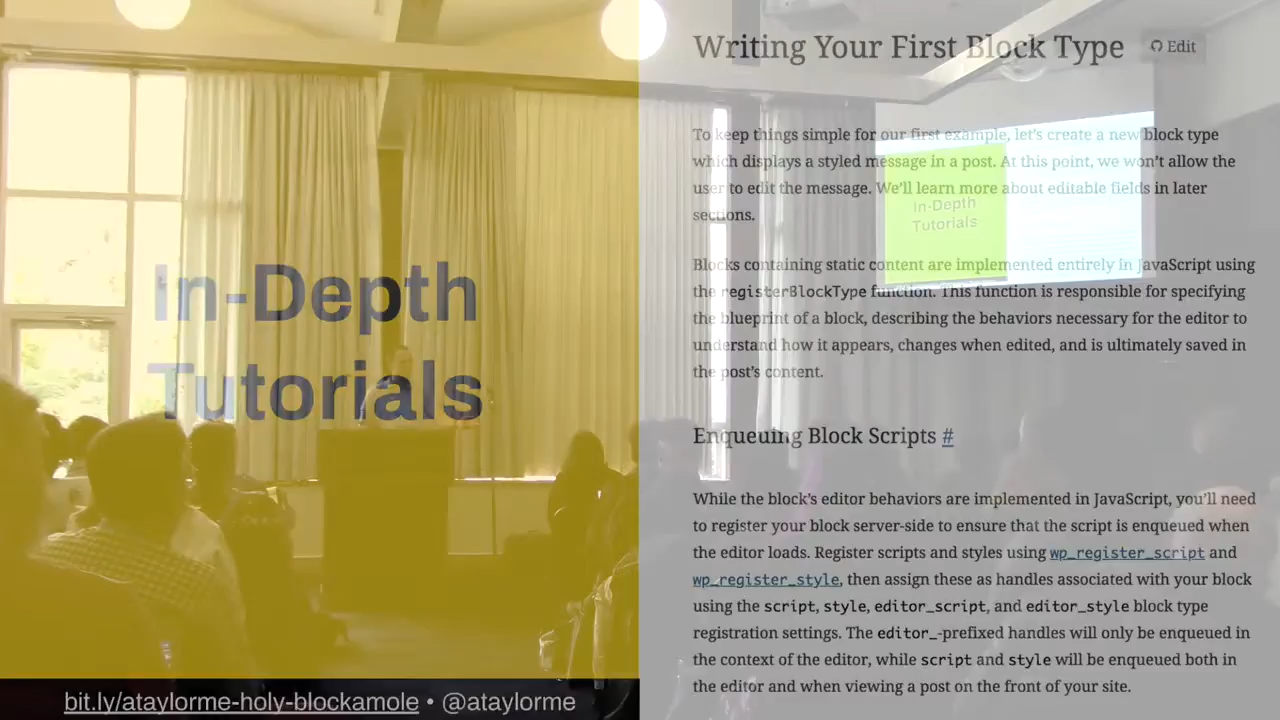 In-Depth
Tutorials
bit.ly/ataylorme-holy-blockamole • @ataylorme
Writing Your First Block Type
Edit
To keep things simple for our first example, let's create a new block type
which displays a styled message in a post. At this point, we won't allow the
user to edit the message. We'll learn more about editable fields in later
sections.
In-Depth
Tutorials
Blocks containing static content are implemented entirely in JavaScript using
the registerBlockType function. This function is responsible for specifying
the blueprint of a block, describing the behaviors necessary for the editor to
understand how it appears, changes when edited, and is ultimately saved in
the post's content.
Enqueuing Block Scripts #
While the block's editor behaviors are implemented in JavaScript, you'll need
to register your block server-side to ensure that the script is enqueued when
the editor loads. Register scripts and styles using wp_register_script and
wp_register_style, then assign these as handles associated with your block
using the script, style, editor_script, and editor_style block type
registration settings. The editor_-prefixed handles will only be enqueued in
the context of the editor, while script and style will be enqueued both in
the editor and when viewing a post on the front of your site.